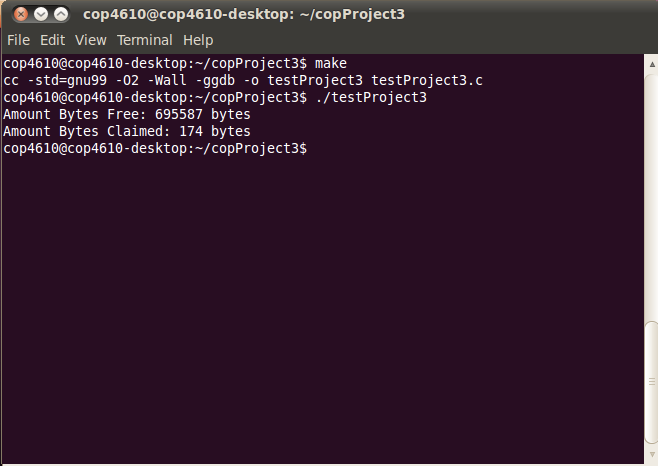 cop4610@cop4610-desktop: ~/copProject3
File Edit View Terminal Help
cop4610@cop4610-desktop:~/copProject3$ make
cc -std=gnu99 -O2 -Wall -ggdb -o testProject3 testProject3.c
cop4610@cop4610-desktop:~/copProject3$ ./testProject3
Amount Bytes Free: 695587 bytes
Amount Bytes Claimed: 174 bytes
cop4610@cop4610-desktop:~/copProject3$